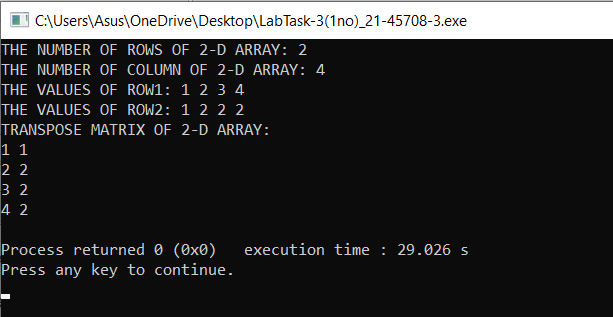 C:\Users\Asus\OneDrive\Desktop\LabTask-3(1no)_21-45708-3.exe
THE NUMBER OF ROWS OF 2-D ARRAY: 2
THE NUMBER OF COLUMN OF 2-D ARRAY: 4
THE VALUES OF ROW1: 1 2 3 4
THE VALUES OF ROW2: 1 2 2 2
TRANSPOSE MATRIX OF 2-D ARRAY:
1 1
2 2
3 2
4 2
Process returned 0 (0x0)   execution time : 29.026 s
Press any key to continue.